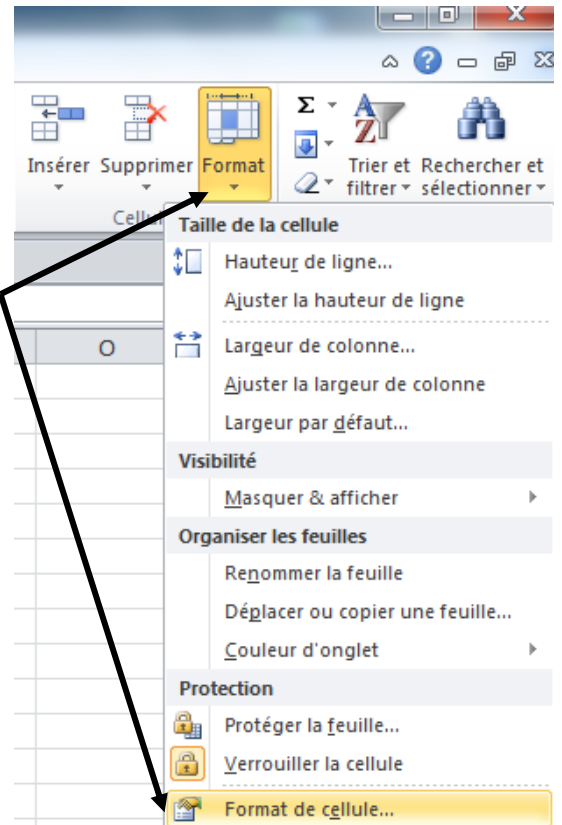 Σ
A
Z
Insérer Supprimer Format
Trier et Rechercher et
filtrer sélectionner
Taille de la cellule
Hauteur de ligne...
Ajuster la hauteur de ligne
O
Largeur de colonne...
Ajuster la largeur de colonne
Largeur par défaut...
Visibilité
Masquer & afficher
Organiser les feuilles
Renommer la feuille
Déplacer ou copier une feuille...
Couleur d'onglet
Protection
Protéger la feuille...
Verrouiller la cellule
Format de cellule...